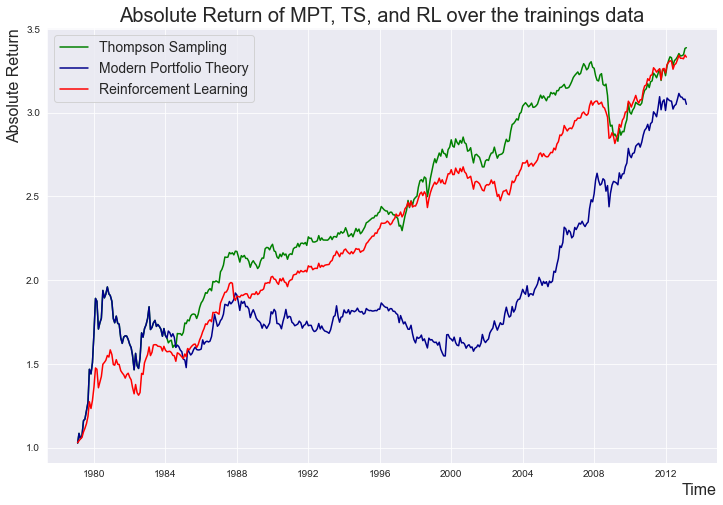 Absolute Return of MPT, TS, and RL over the trainings data
Absolute Return
Thompson Sampling
Modern Portfolio Theory
Reinforcement Learning
3.5
3.0
2.5
2.0
1.5
1.0
1980 1984 1988 1992 1996 2000 2004 2008 2012
Time